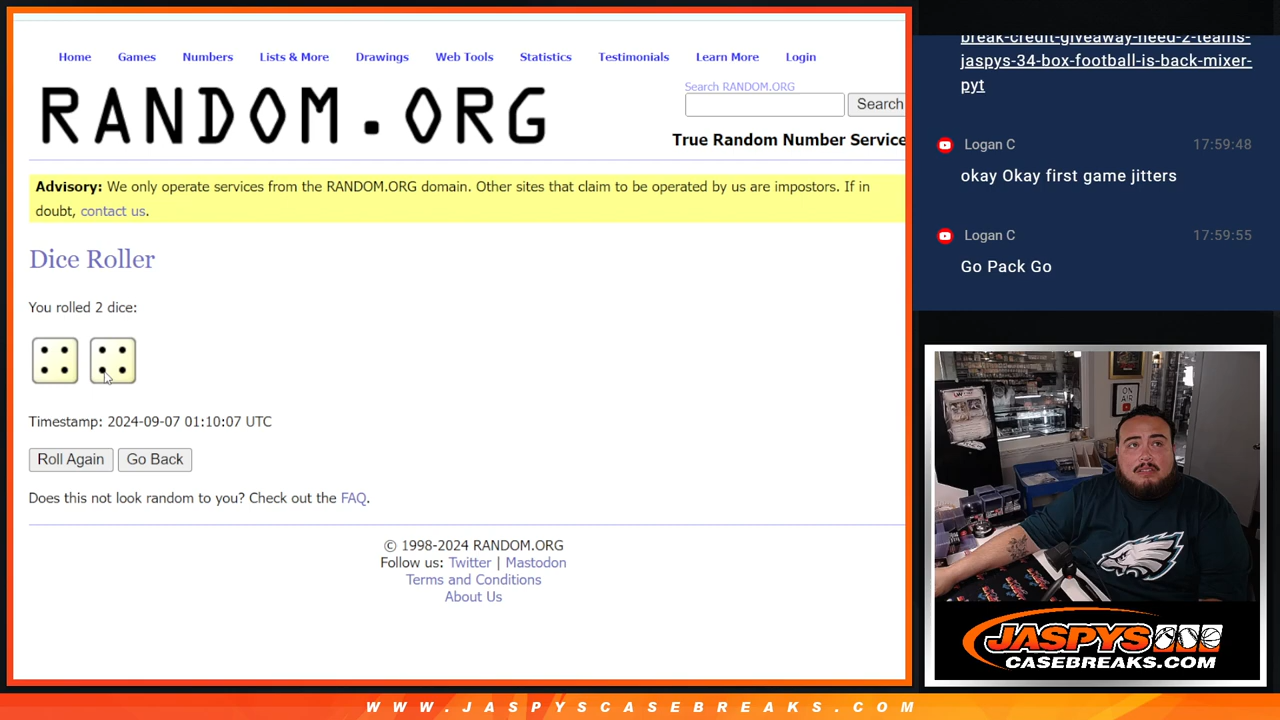 Home Games Numbers Lists & More Drawings Web Tools Statistics Testimonials Learn More Login
RANDOM.ORG
Search RANDOM.ORG
Search
True Random Number Service
Advisory: We only operate services from the RANDOM.ORG domain. Other sites that claim to be operated by us are impostors. If in
doubt, contact us.
Dice Roller
You rolled 2 dice:
Timestamp: 2024-09-07 01:10:07 UTC
Roll Again Go Back
Does this not look random to you? Check out the FAQ.
© 1998-2024 RANDOM.ORG
Follow us: Twitter | Mastodon
Terms and Conditions
About Us
break-credit-giveaway-need-2-teams-
jaspys-34-box-football-is-back-mixer-
pyt
Logan C 17:59:48
okay Okay first game jitters
Logan C 17:59:55
Go Pack Go
ON
AIR
JASPYS
CASEBREAKS.COM
WWW.JASPYSCASEBREAKS.COM